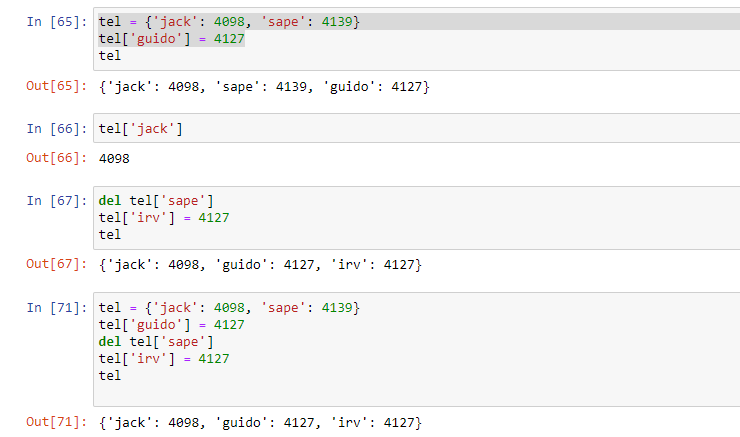 In [65]: tel = {'jack': 4098, 'sape': 4139}
tel['guido'] = 4127
tel
Out[65]: {'jack': 4098, 'sape': 4139, 'guido': 4127}
In [66]: tel['jack']
Out[66]: 4098
In [67]: del tel['sape']
tel['irv'] = 4127
tel
Out[67]: {'jack': 4098, 'guido': 4127, 'irv': 4127}
In [71]: tel = {'jack': 4098, 'sape': 4139}
tel['guido'] = 4127
del tel['sape']
tel['irv'] = 4127
tel
Out[71]: {'jack': 4098, 'guido': 4127, 'irv': 4127}